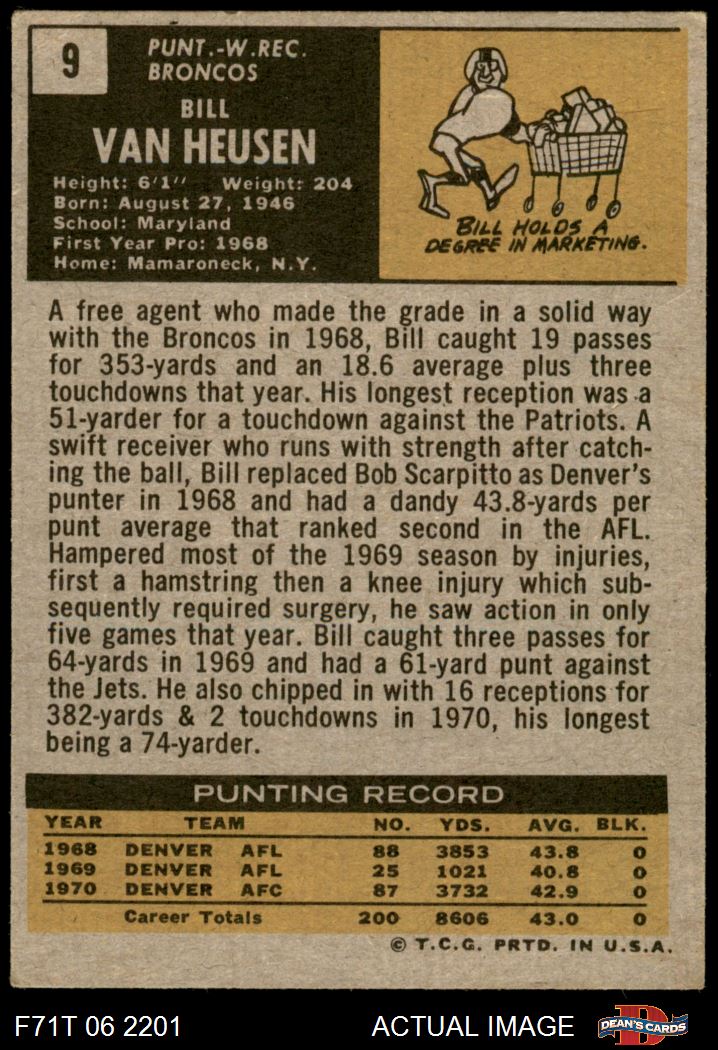 9
PUNT.-W.REC.
BRONCOS
BILL
VAN HEUSEN
Height: 6'1" Weight: 204
Born: August 27, 1946
School: Maryland
First Year Pro: 1968
Home: Mamaroneck, N.Y.
BILL HOLDS A
DEGREE IN MARKETING.
A free agent who made the grade in a solid way
with the Broncos in 1968, Bill caught 19 passes
for 353-yards and an 18.6 average plus three
touchdowns that year. His longest reception was a
51-yarder for a touchdown against the Patriots. A
swift receiver who runs with strength after catch-
ing the ball, Bill replaced Bob Scarpitto as Denver's
punter in 1968 and had a dandy 43.8-yards per
punt average that ranked second in the AFL.
Hampered most of the 1969 season by injuries,
first a hamstring then a knee injury which sub-
sequently required surgery, he saw action in only
five games that year. Bill caught three passes for
64-yards in 1969 and had a 61-yard punt against
the Jets. He also chipped in with 16 receptions for
382-yards & 2 touchdowns in 1970, his longest
being a 74-yarder.
PUNTING RECORD
YEAR TEAM NO. YDS. AVG. BLK.
1968 DENVER AFL 88 3853 43.8 0
1969 DENVER AFL 25 1021 40.8 0
1970 DENVER AFC 87 3732 42.9 0
Career Totals 200 8606 43.0 0
© T.C.G. PRTD. IN U.S.A.
F71T 06 2201 ACTUAL IMAGE D DEAN'S CARDS